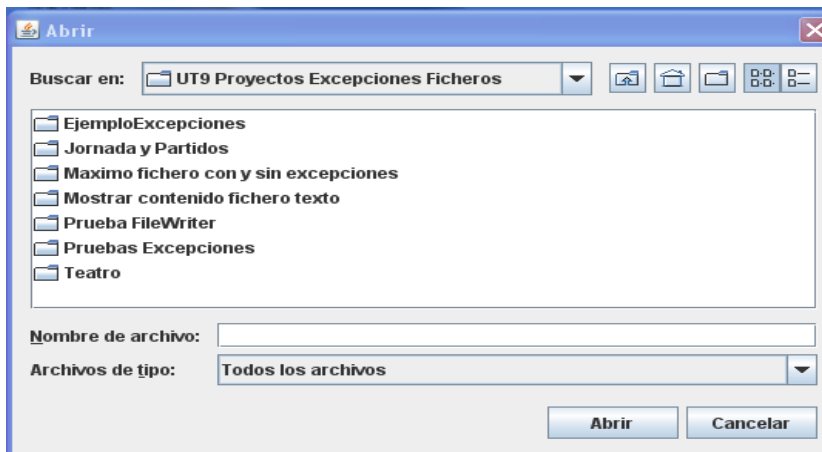 Abrir
Buscar en: UT9 Proyectos Excepciones Ficheros
EjemploExcepciones
Jornada y Partidos
Maximo fichero con y sin excepciones
Mostrar contenido fichero texto
Prueba FileWriter
Pruebas Excepciones
Teatro
Nombre de archivo:
Archivos de tipo: Todos los archivos
Abrir Cancelar